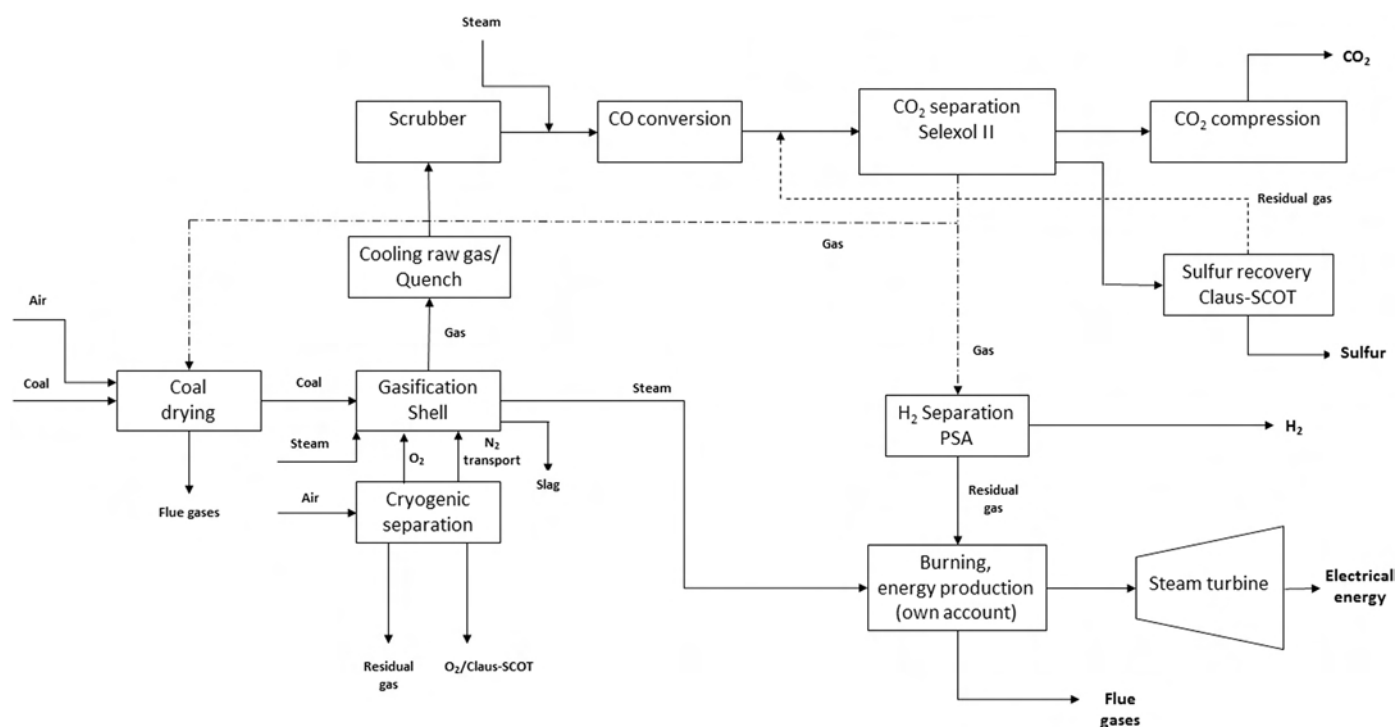 Steam
CO₂
Scrubber
CO conversion
CO₂ separation
Selexol II
CO₂ compression
Residual gas
Gas
Cooling raw gas/
Quench
Sulfur recovery
Claus-SCOT
Air
Gas
Gas
Sulfur
Coal
Coal
drying
Coal
Gasification
Shell
Steam
H₂ Separation
PSA
H₂
Steam
O₂
N₂
transport
Slag
Flue gases
Air
Cryogenic
separation
Residual
gas
Burning,
energy production
(own account)
Steam turbine
Electrical
energy
Residual
gas
O₂/Claus-SCOT
Flue
gases